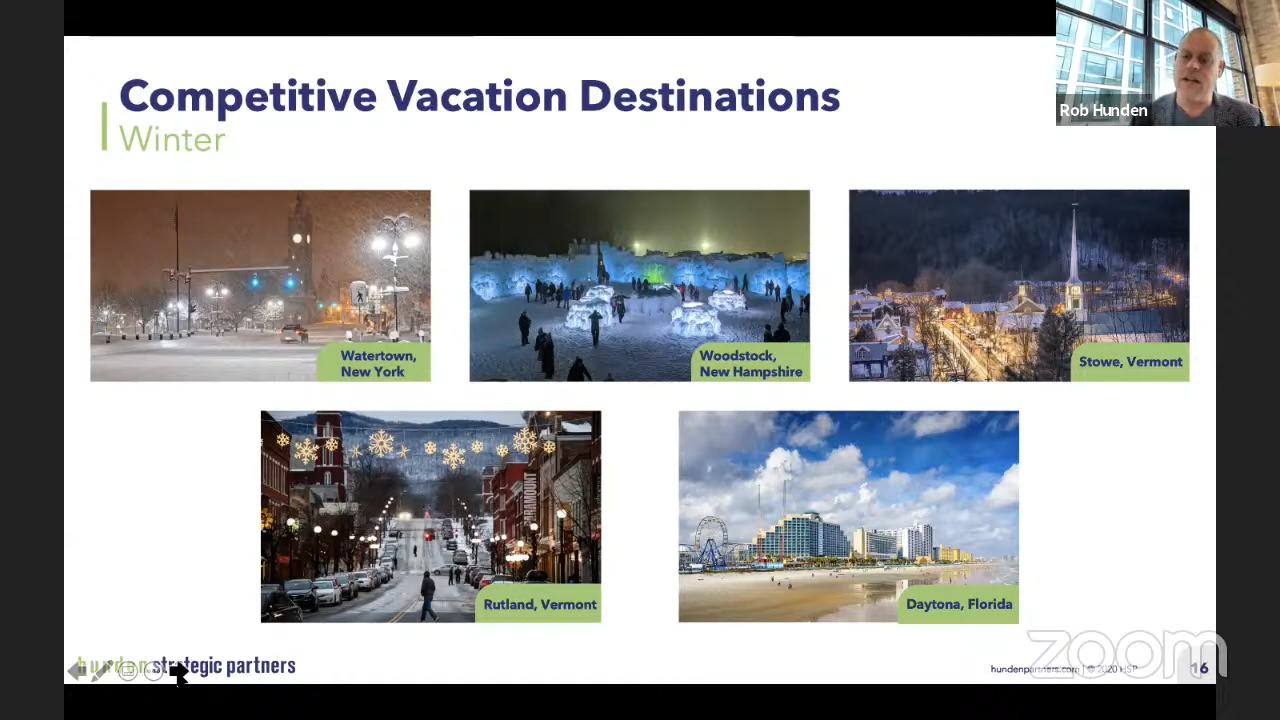 Competitive Vacation Destinations
Winter
Rob Hunden
Watertown,
New York
Woodstock,
New Hampshire
Stowe, Vermont
PARAMOUNT
Rutland, Vermont
Daytona, Florida
hunden strategic partners
hundenpartners.com | © 2020 HSP
16
zoom